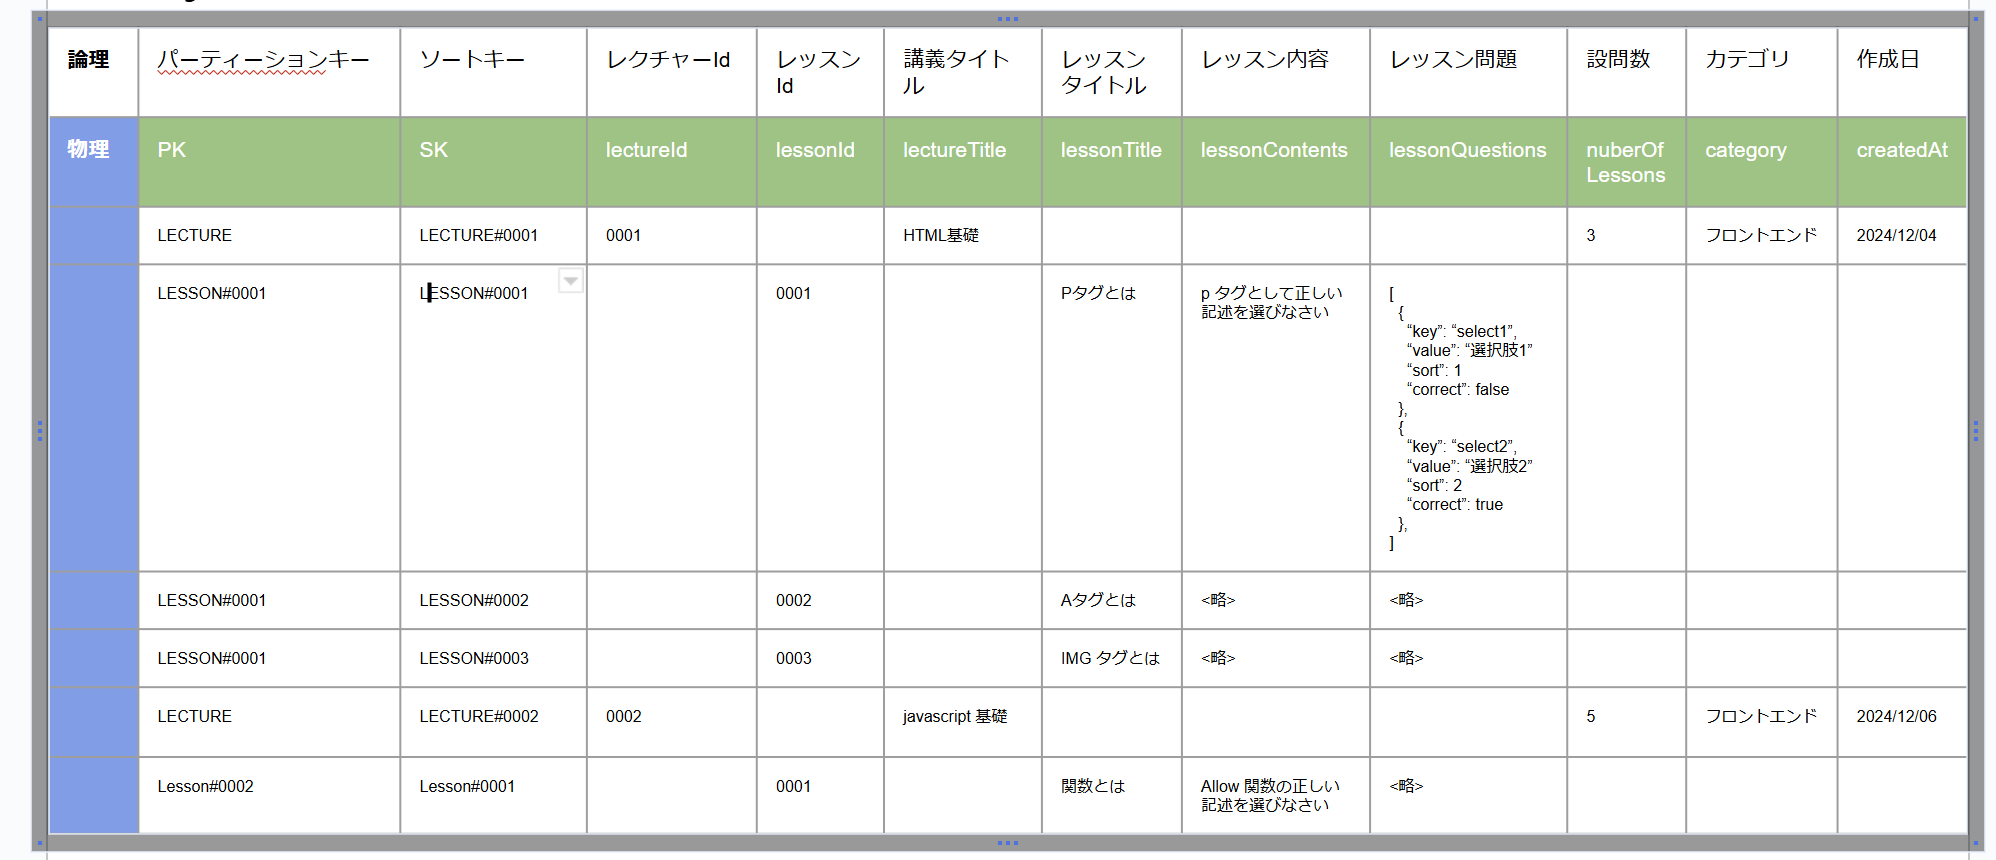 論理 パーティーションキー ソートキー レクチャーId レッスン 講義タイト レッスン レッスン内容 レッスン問題 設問数 カテゴリ 作成日
Id ル タイトル
物理 PK SK lectureId lessonId lectureTitle lessonTitle lessonContents lessonQuestions nuberOf category createdAt
Lessons
LECTURE LECTURE#0001 0001 HTML基礎 3 フロントエンド 2024/12/04
LESSON#0001 LESSON#0001 0001 Pタグとは p タグとして正しい [
記述を選びなさい {
“key”: “select1”,
“value”: “選択肢1”
“sort”: 1
“correct”: false
},
{
“key”: “select2”,
“value”: “選択肢2”
“sort”: 2
“correct”: true
},
]
LESSON#0001 LESSON#0002 0002 Aタグとは <略> <略>
LESSON#0001 LESSON#0003 0003 IMG タグとは <略> <略>
LECTURE LECTURE#0002 0002 javascript 基礎 5 フロントエンド 2024/12/06
Lesson#0002 Lesson#0001 0001 関数とは Allow 関数の正しい <略>
記述を選びなさい